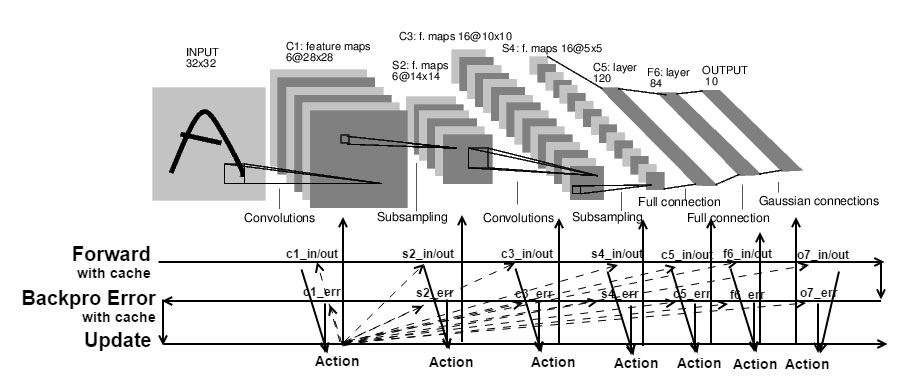 C3: f. maps 16@10x10
INPUT
32x32
C1: feature maps
6@28x28
S4: f. maps 16@5x5
S2: f. maps
6@14x14
C5: layer
120
F6: layer
84
OUTPUT
10
Convolutions
Subsampling
Convolutions
Subsampling
Full connection
Full connection
Gaussian connections
Forward
with cache
c1_in/out
s2_in/out
c3_in/out
s4_in/out
c5_in/out
f6_in/out
o7_in/out
Backpro Error
with cache
c1_err
s2_err
c3_err
s4_err
c5_err
f6_err
o7_err
Update
Action
Action
Action
Action
Action
Action
Action